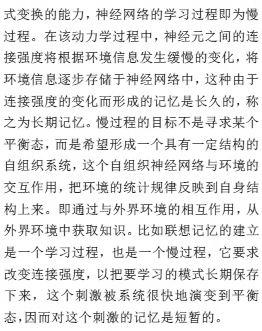 式变换的能力，神经网络的学习过程即为慢
过程。在该动力学过程中，神经元之间的连
接强度将根据环境信息发生缓慢的变化，将
环境信息逐步存储于神经网络中，这种由于
连接强度的变化而形成的记忆是长久的，称
之为长期记忆。慢过程的目标不是寻求某个
平衡态，而是希望形成一个具有一定结构的
自组织系统，这个自组织神经网络与环境的
交互作用，把环境的统计规律反映到自身结
构上来。即通过与外界环境的相互作用，从
外界环境中获取知识。比如联想记忆的建立
是一个学习过程，也是一个慢过程，它要求
改变连接强度，以把要学习的模式长期保存
下来，这个刺激被系统很快地演变到平衡
态，因而对这个刺激的记忆是短暂的。